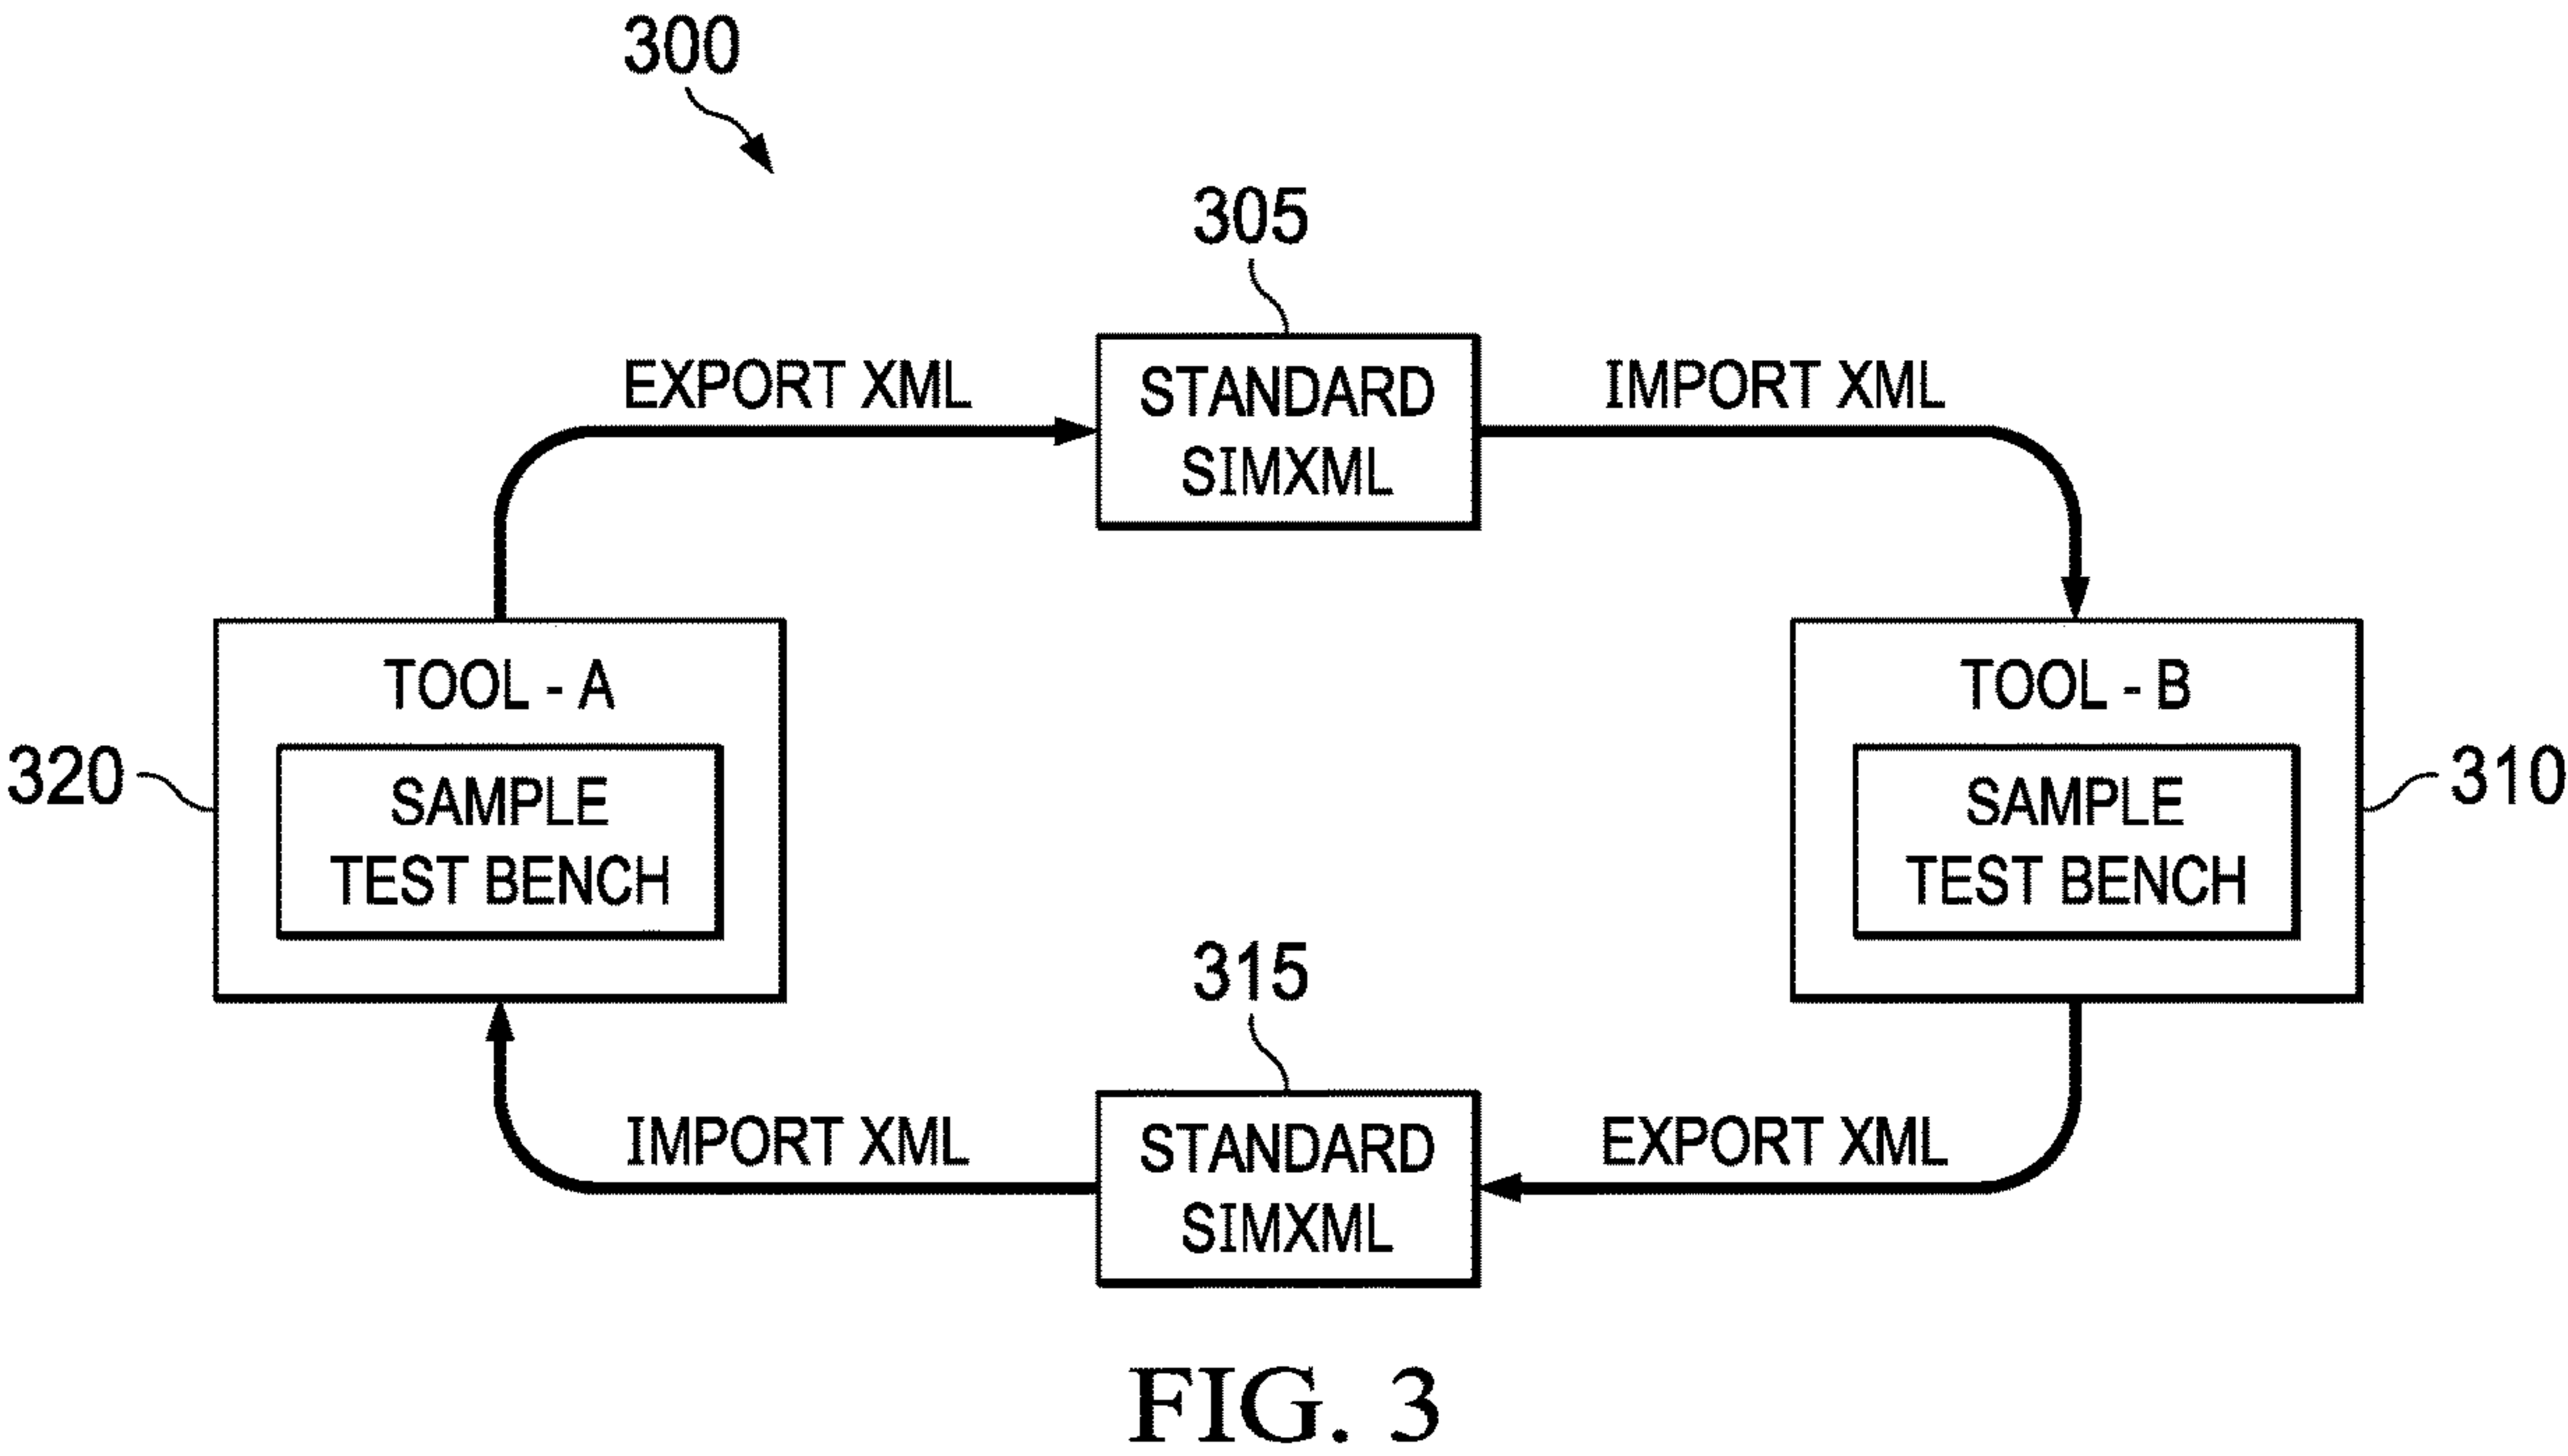 300
305
EXPORT XML
STANDARD
SIMXML
IMPORT XML
TOOL - A
SAMPLE
TEST BENCH
320
TOOL - B
SAMPLE
TEST BENCH
310
315
IMPORT XML
STANDARD
SIMXML
EXPORT XML
FIG. 3